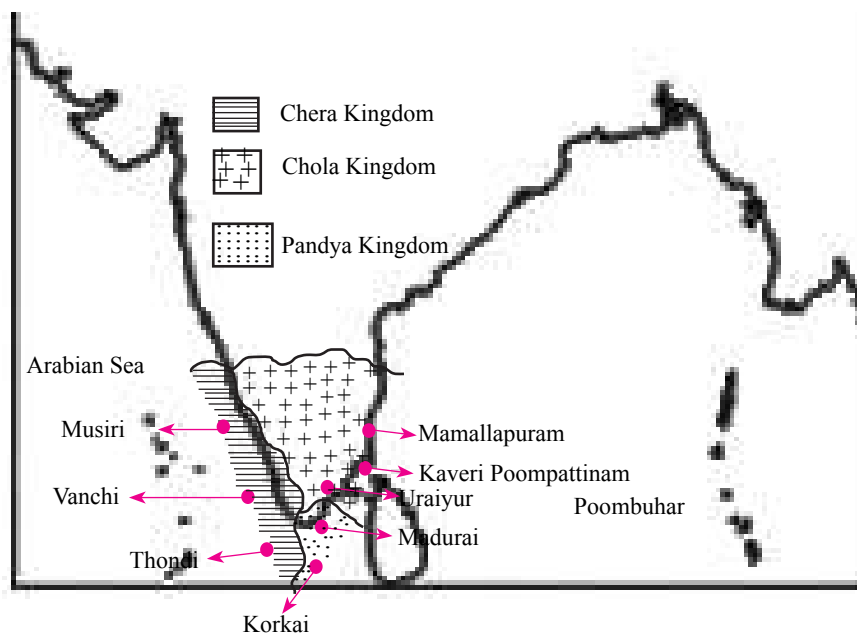 Chera Kingdom
Chola Kingdom
Pandya Kingdom
Arabian Sea
Musiri
Mamallapuram
Kaveri Poompattinam
Vanchi
Uraiyur
Poombuhar
Madurai
Thondi
Korkai